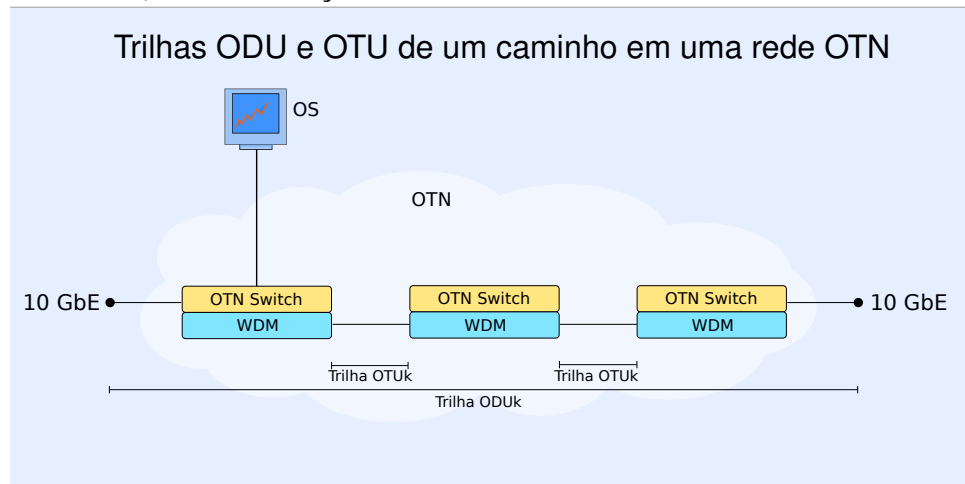 Trilhas ODU e OTU de um caminho em uma rede OTN
OS
OTN
10 GbE
OTN Switch
OTN Switch
OTN Switch
10 GbE
WDM
WDM
WDM
Trilha OTUk
Trilha OTUk
Trilha ODUk